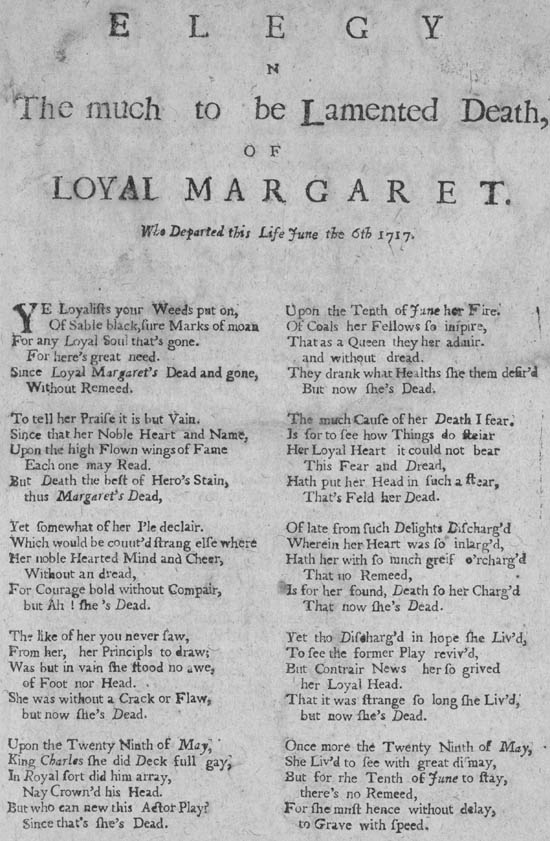 ELEGY
N
The much to be Lamented Death,
OF
LOYAL MARGARET.
Who Departed this Life June the 6th 1717.
YE Loyalists your Weeds put on,
Of Sable black, sure Marks of moan
For any Loyal Soul that's gone.
For here's great need.
Since Loyal Margaret's Dead and gone,
Without Remeed.
To tell her Praise it is but Vain.
Since that her Noble Heart and Name,
Upon the high Flown wings of Fame
Each one may Read.
But Death the best of Hero's Stain,
thus Margaret's Dead,
Yet somewhat of her I'le declair.
Which would be count'd strang else where
Her noble Hearted Mind and Cheer,
Without an dread,
For Courage bold without Compair,
but Ah ! she 's Dead.
The like of her you never saw,
From her, her Principls to draw;
Was but in vain she stood no awe,
of Foot nor Head.
She was without a Crack or Flaw,
but now she's Dead.
Upon the Twenty Ninth of May,
King Charles she did Deck full gay,
In Royal sort did him array,
Nay Crown'd his Head.
But who can new this Actor Play?
Since that's she's Dead.
Upon the Tenth of June her Fire.
Of Coals her Fellows so inspire,
That as a Queen they her admir.
and without dread.
They drank what Healths she them desir'd
But now she's Dead.
The much Cause of her Death I fear.
Is for to see how Things do steiar
Her Loyal Heart it could not bear
This Fear and Dread,
Hath put her Head in such a stear,
That's Feld her Dead.
Of late from such Delights Discharg'd
Wherein her Heart was so inlarg'd,
Hath her with so much greif o'rcharg'd
That no Remeed,
Is for her found, Death so her Charg'd
That now she's Dead.
Yet tho Discharg'd in hope she Liv'd,
To see the former Play reviv'd,
But Contrair News her so grived
her Loyal Head.
That it was strange so long she Liv'd,
but now she's Dead.
Once more the Twenty Ninth of May,
She Liv'd to see with great dismay,
But for rhe Tenth of June to stay,
there's no Remeed,
For she must hence without delay,
to Grave with speed.